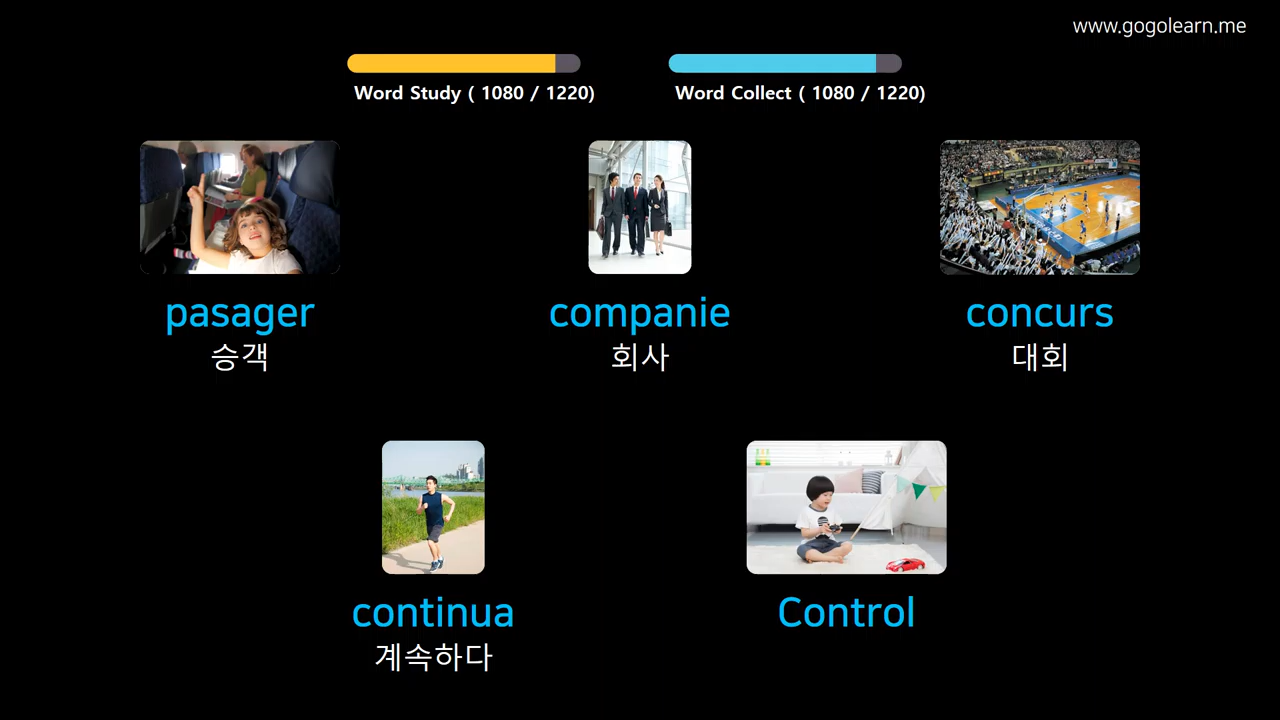 www.gogolearn.me
Word Study ( 1080 / 1220)
Word Collect ( 1080 / 1220)
pasager
승객
companie
회사
concurs
대회
continua
계속하다
Control